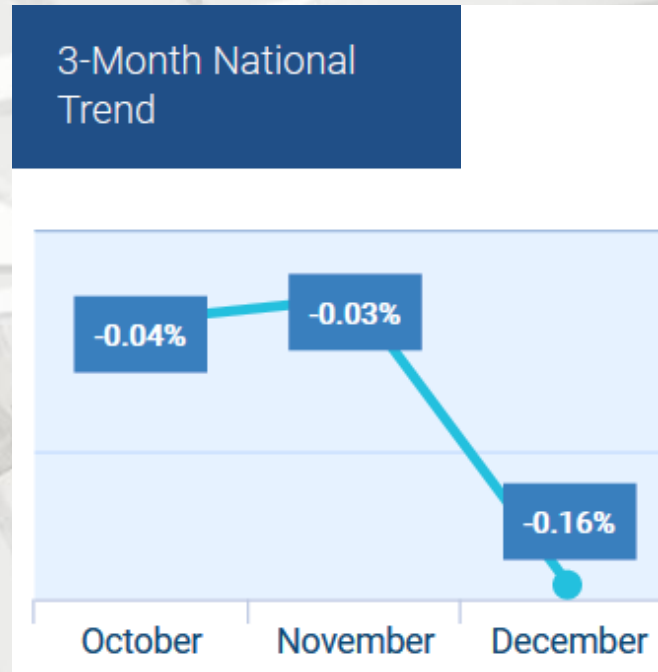 3-Month National
Trend
-0.04%
-0.03%
-0.16%
October
November
December